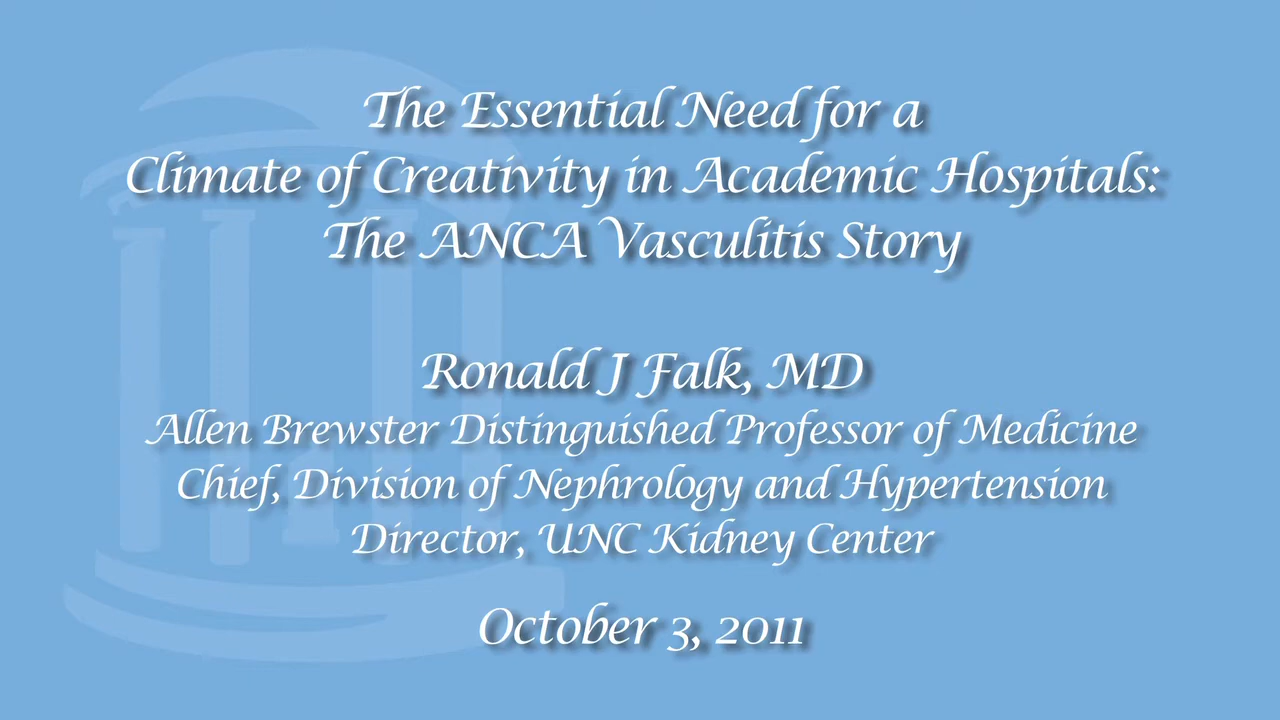 The Essential Need for a
Climate of Creativity in Academic Hospitals:
The ANCA Vasculitis Story
Ronald J Falk, MD
Allen Brewster Distinguished Professor of Medicine
Chief, Division of Nephrology and Hypertension
Director, UNC Kidney Center
October 3, 2011